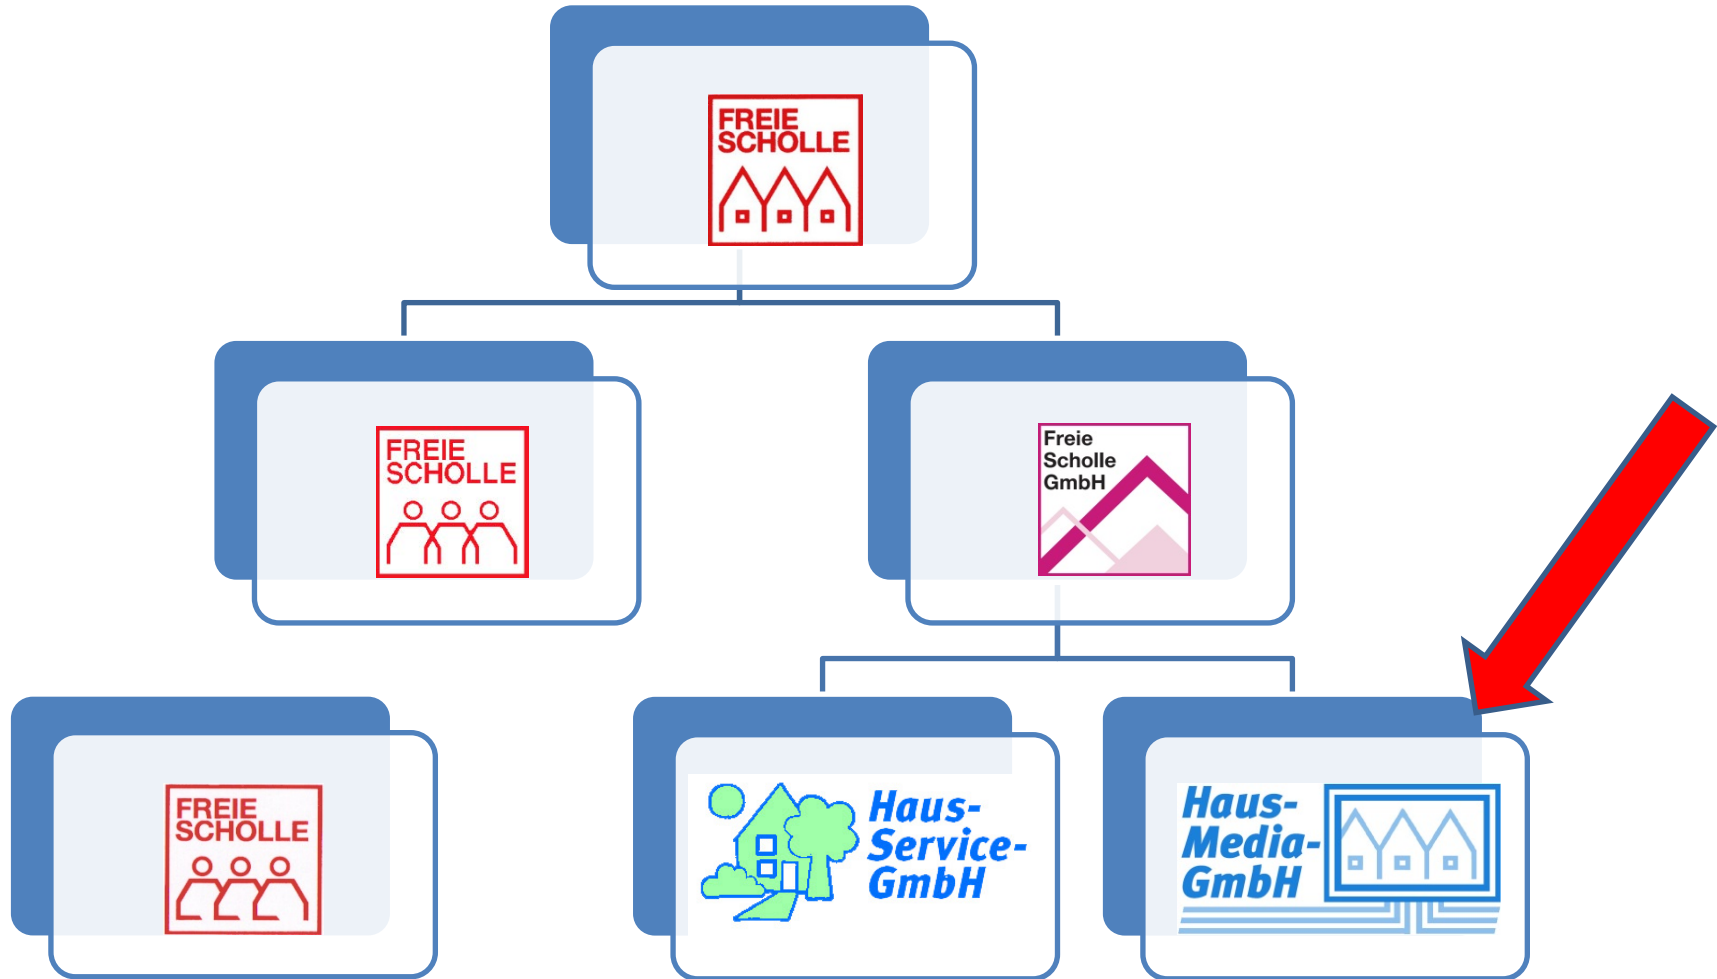 FREIE
SCHOLLE
FREIE
SCHOLLE
Freie
Scholle
GmbH
FREIE
SCHOLLE
Haus-
Service-
GmbH
Haus-
Media-
GmbH